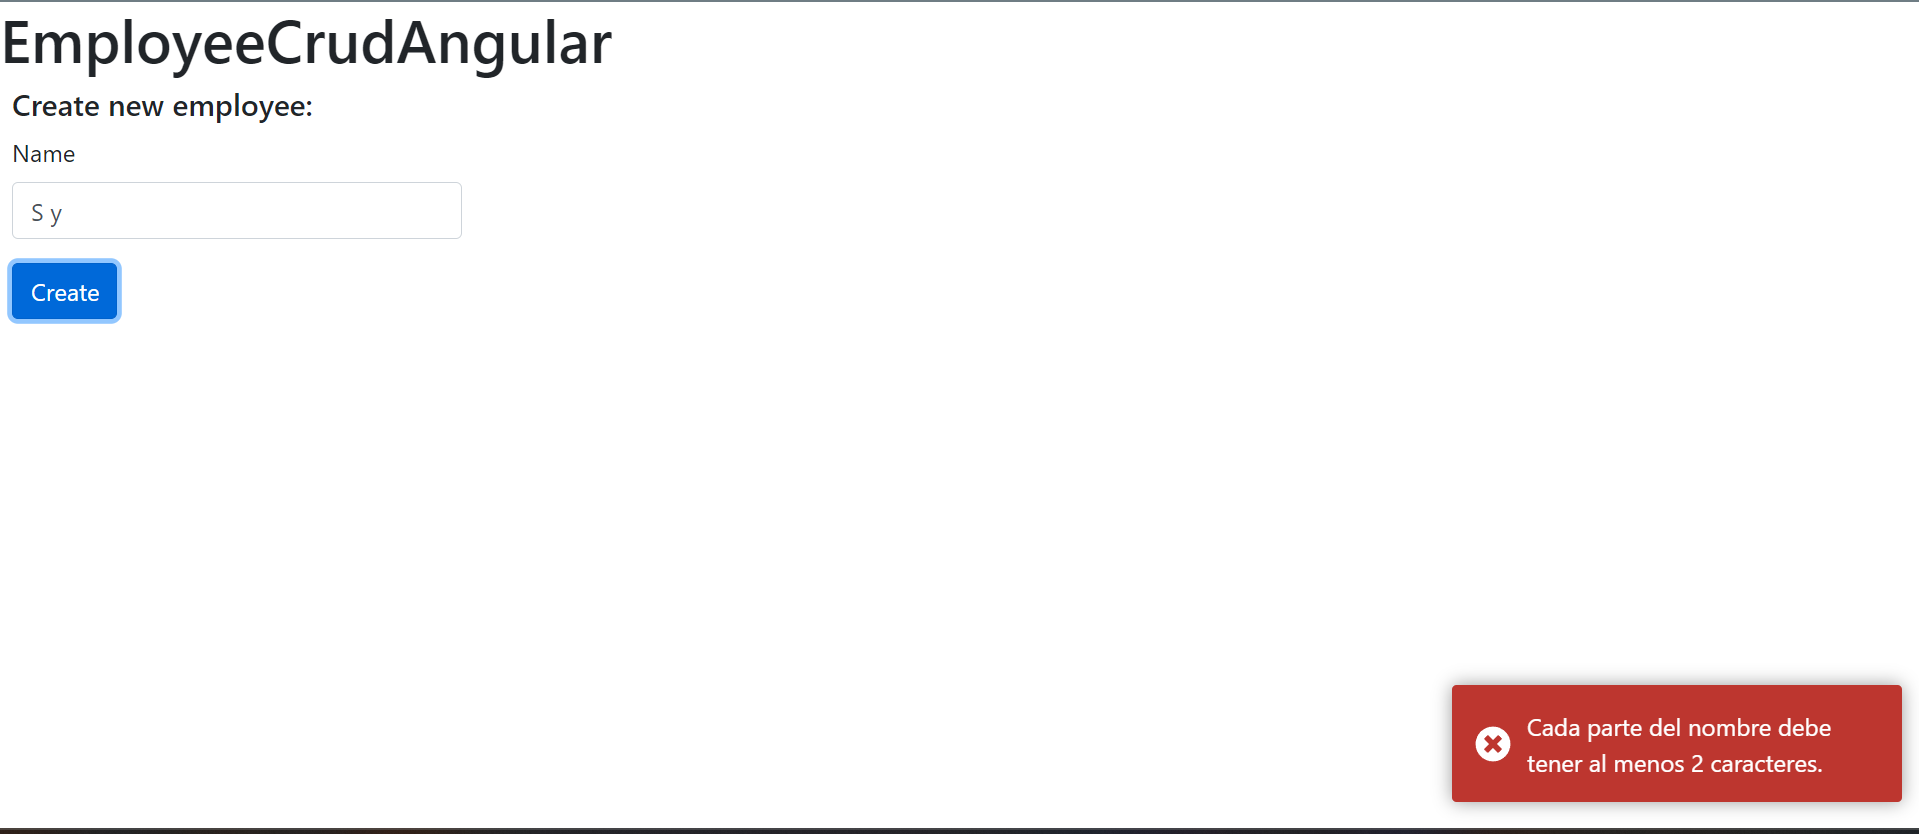 EmployeeCrudAngular
Create new employee:
Name
S y
Create
Cada parte del nombre debe
tener al menos 2 caracteres.